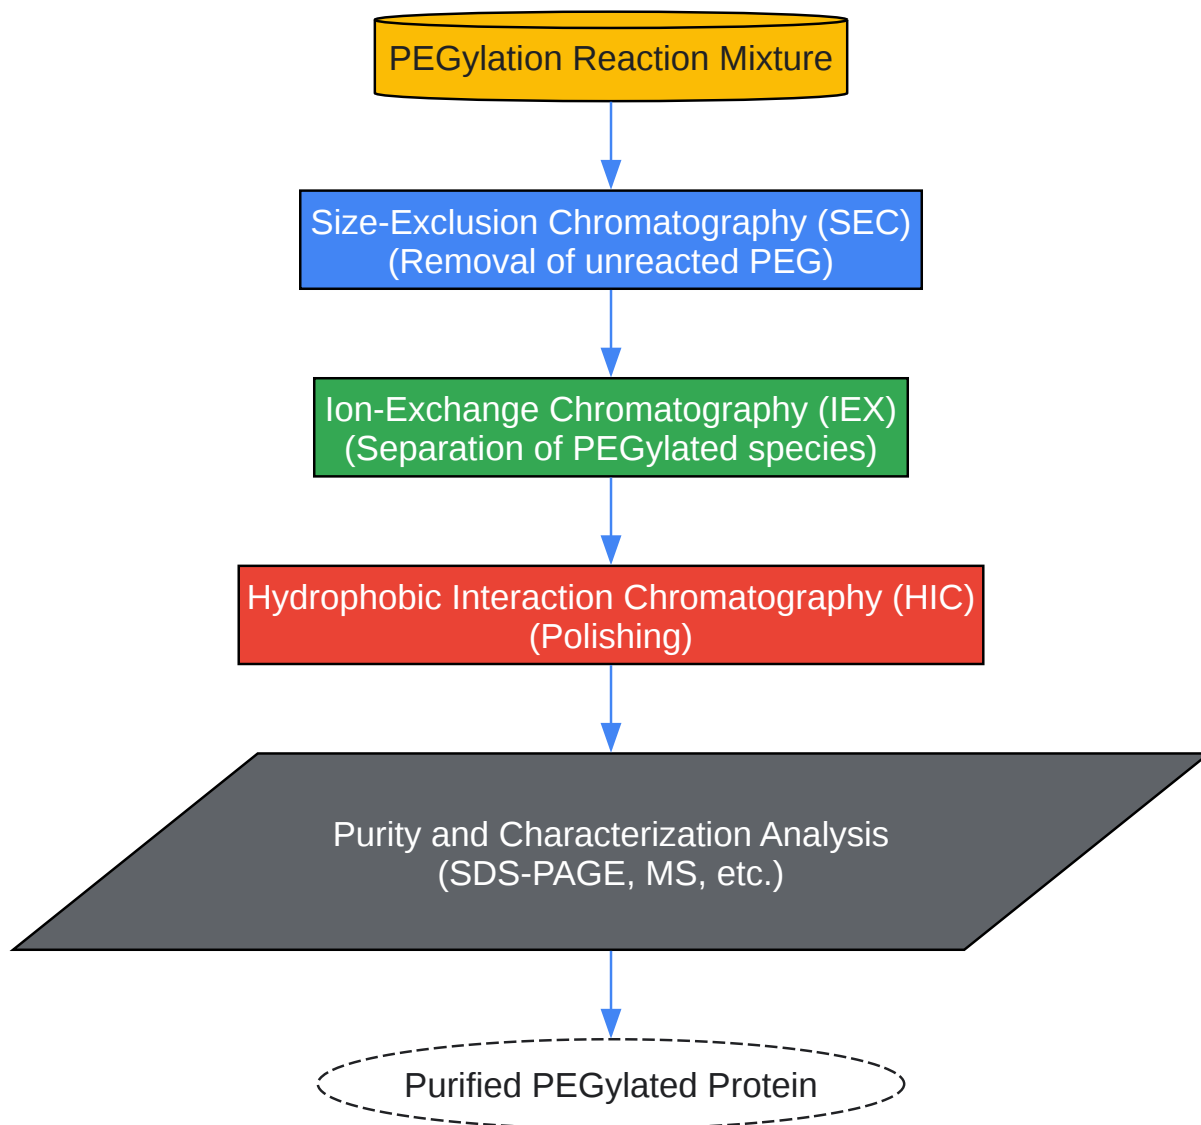 PEGylation Reaction Mixture
Size-Exclusion Chromatography (SEC)
(Removal of unreacted PEG)
Ion-Exchange Chromatography (IEX)
(Separation of PEGylated species)
Hydrophobic Interaction Chromatography (HIC)
(Polishing)
Purity and Characterization Analysis
(SDS-PAGE, MS, etc.)
Purified PEGylated Protein